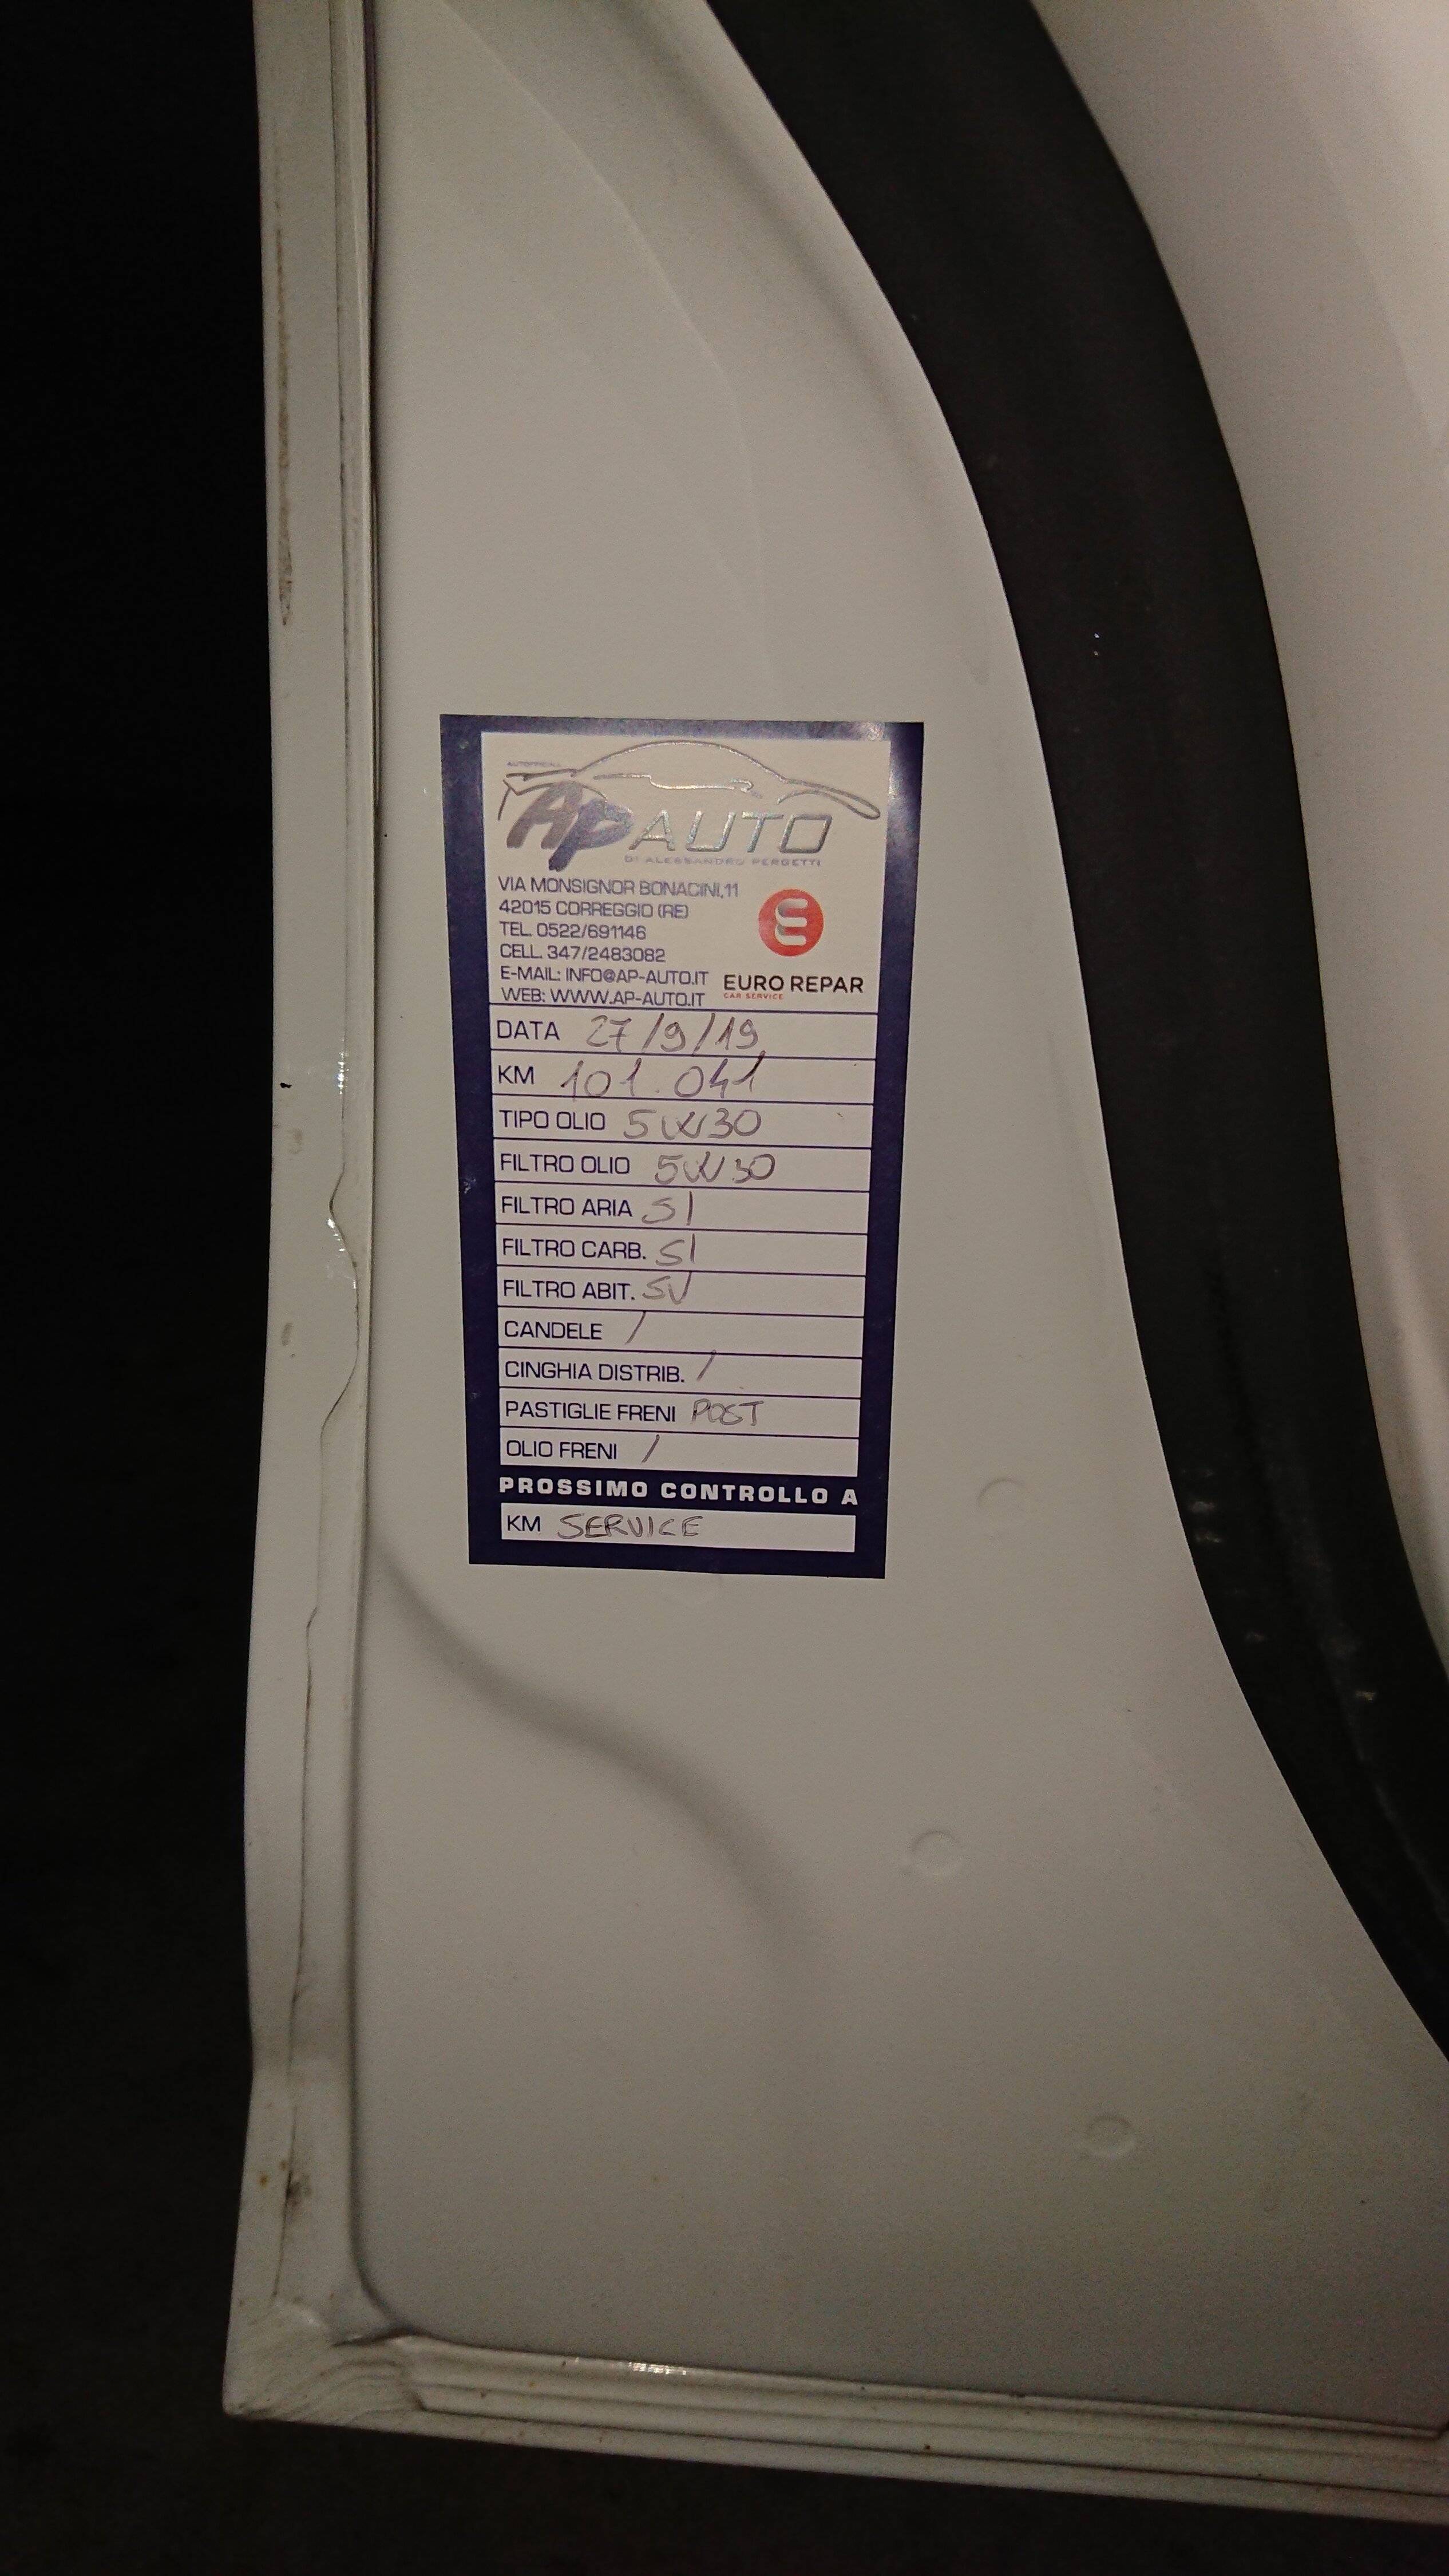 AP AUTO
DI ALESSANDRO PERGETTI
VIA MONSIGNOR BONACINI,11
42015 CORREGGIO (RE)
TEL. 0522/691146
CELL. 347/2483082
E-MAIL: INFO@AP-AUTO.IT
WEB: WWW.AP-AUTO.IT
EURO REPAR
CAR SERVICE
DATA 27/9/19
KM 101.041
TIPO OLIO 5W30
FILTRO OLIO 5W30
FILTRO ARIA SI
FILTRO CARB. SI
FILTRO ABIT. SI
CANDELE /
CINGHIA DISTRIB. /
PASTIGLIE FRENI POST
OLIO FRENI /
PROSSIMO CONTROLLO A
KM SERVICE